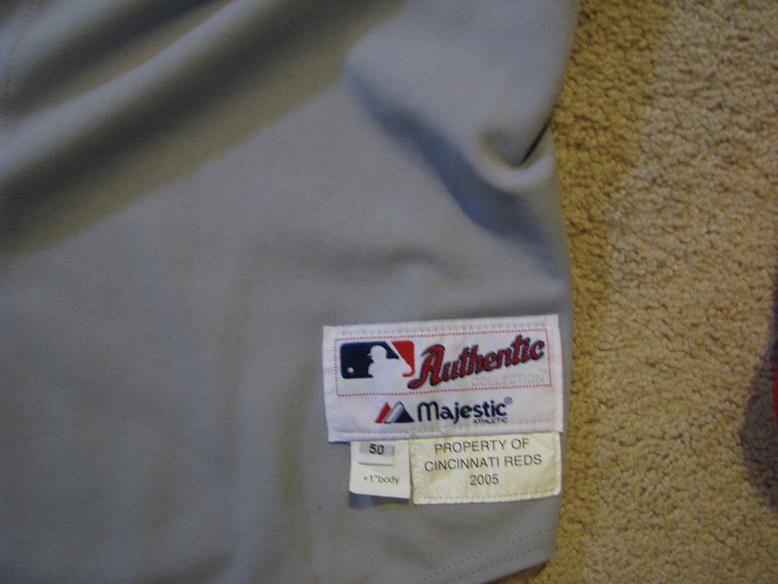 Authentic
COLLECTION
Majestic®
ATHLETIC
50
+1"body
PROPERTY OF
CINCINNATI REDS
2005